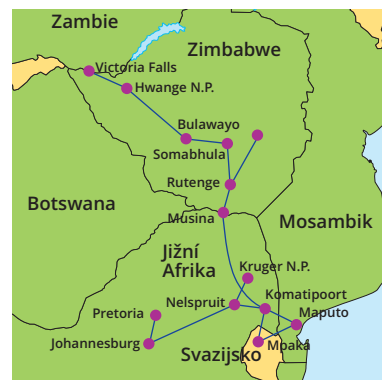 Zambie
Zimbabwe
Victoria Falls
Hwange N.P.
Bulawayo
Somabhula
Rutenge
Botswana
Musina
Mosambik
Jižní
Afrika
Kruger N.P.
Nelspruit
Komatipoort
Pretoria
Maputo
Johannesburg
Svazijsko
Mpaka